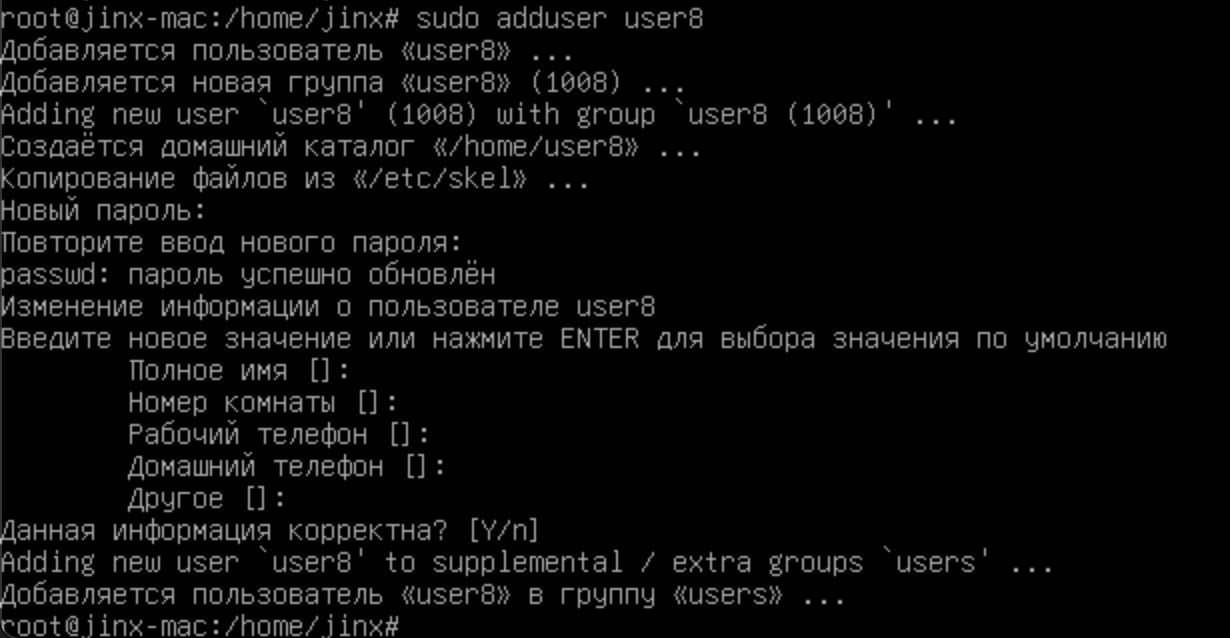 root@jinx-mac:/home/jinx# sudo adduser user8
Добавляется пользователь «user8» ...
Добавляется новая группа «user8» (1008) ...
Adding new user `user8' (1008) with group `user8 (1008)' ...
Создаётся домашний каталог «/home/user8» ...
Копирование файлов из «/etc/skel» ...
Новый пароль:
Повторите ввод нового пароля:
passwd: пароль успешно обновлён
Изменение информации о пользователе user8
Введите новое значение или нажмите ENTER для выбора значения по умолчанию
Полное имя []:
Номер комнаты []:
Рабочий телефон []:
Домашний телефон []:
Другое []:
Данная информация корректна? [Y/n]
Adding new user `user8' to supplemental / extra groups `users' ...
Добавляется пользователь «user8» в группу «users» ...
root@jinx-mac:/home/jinx#